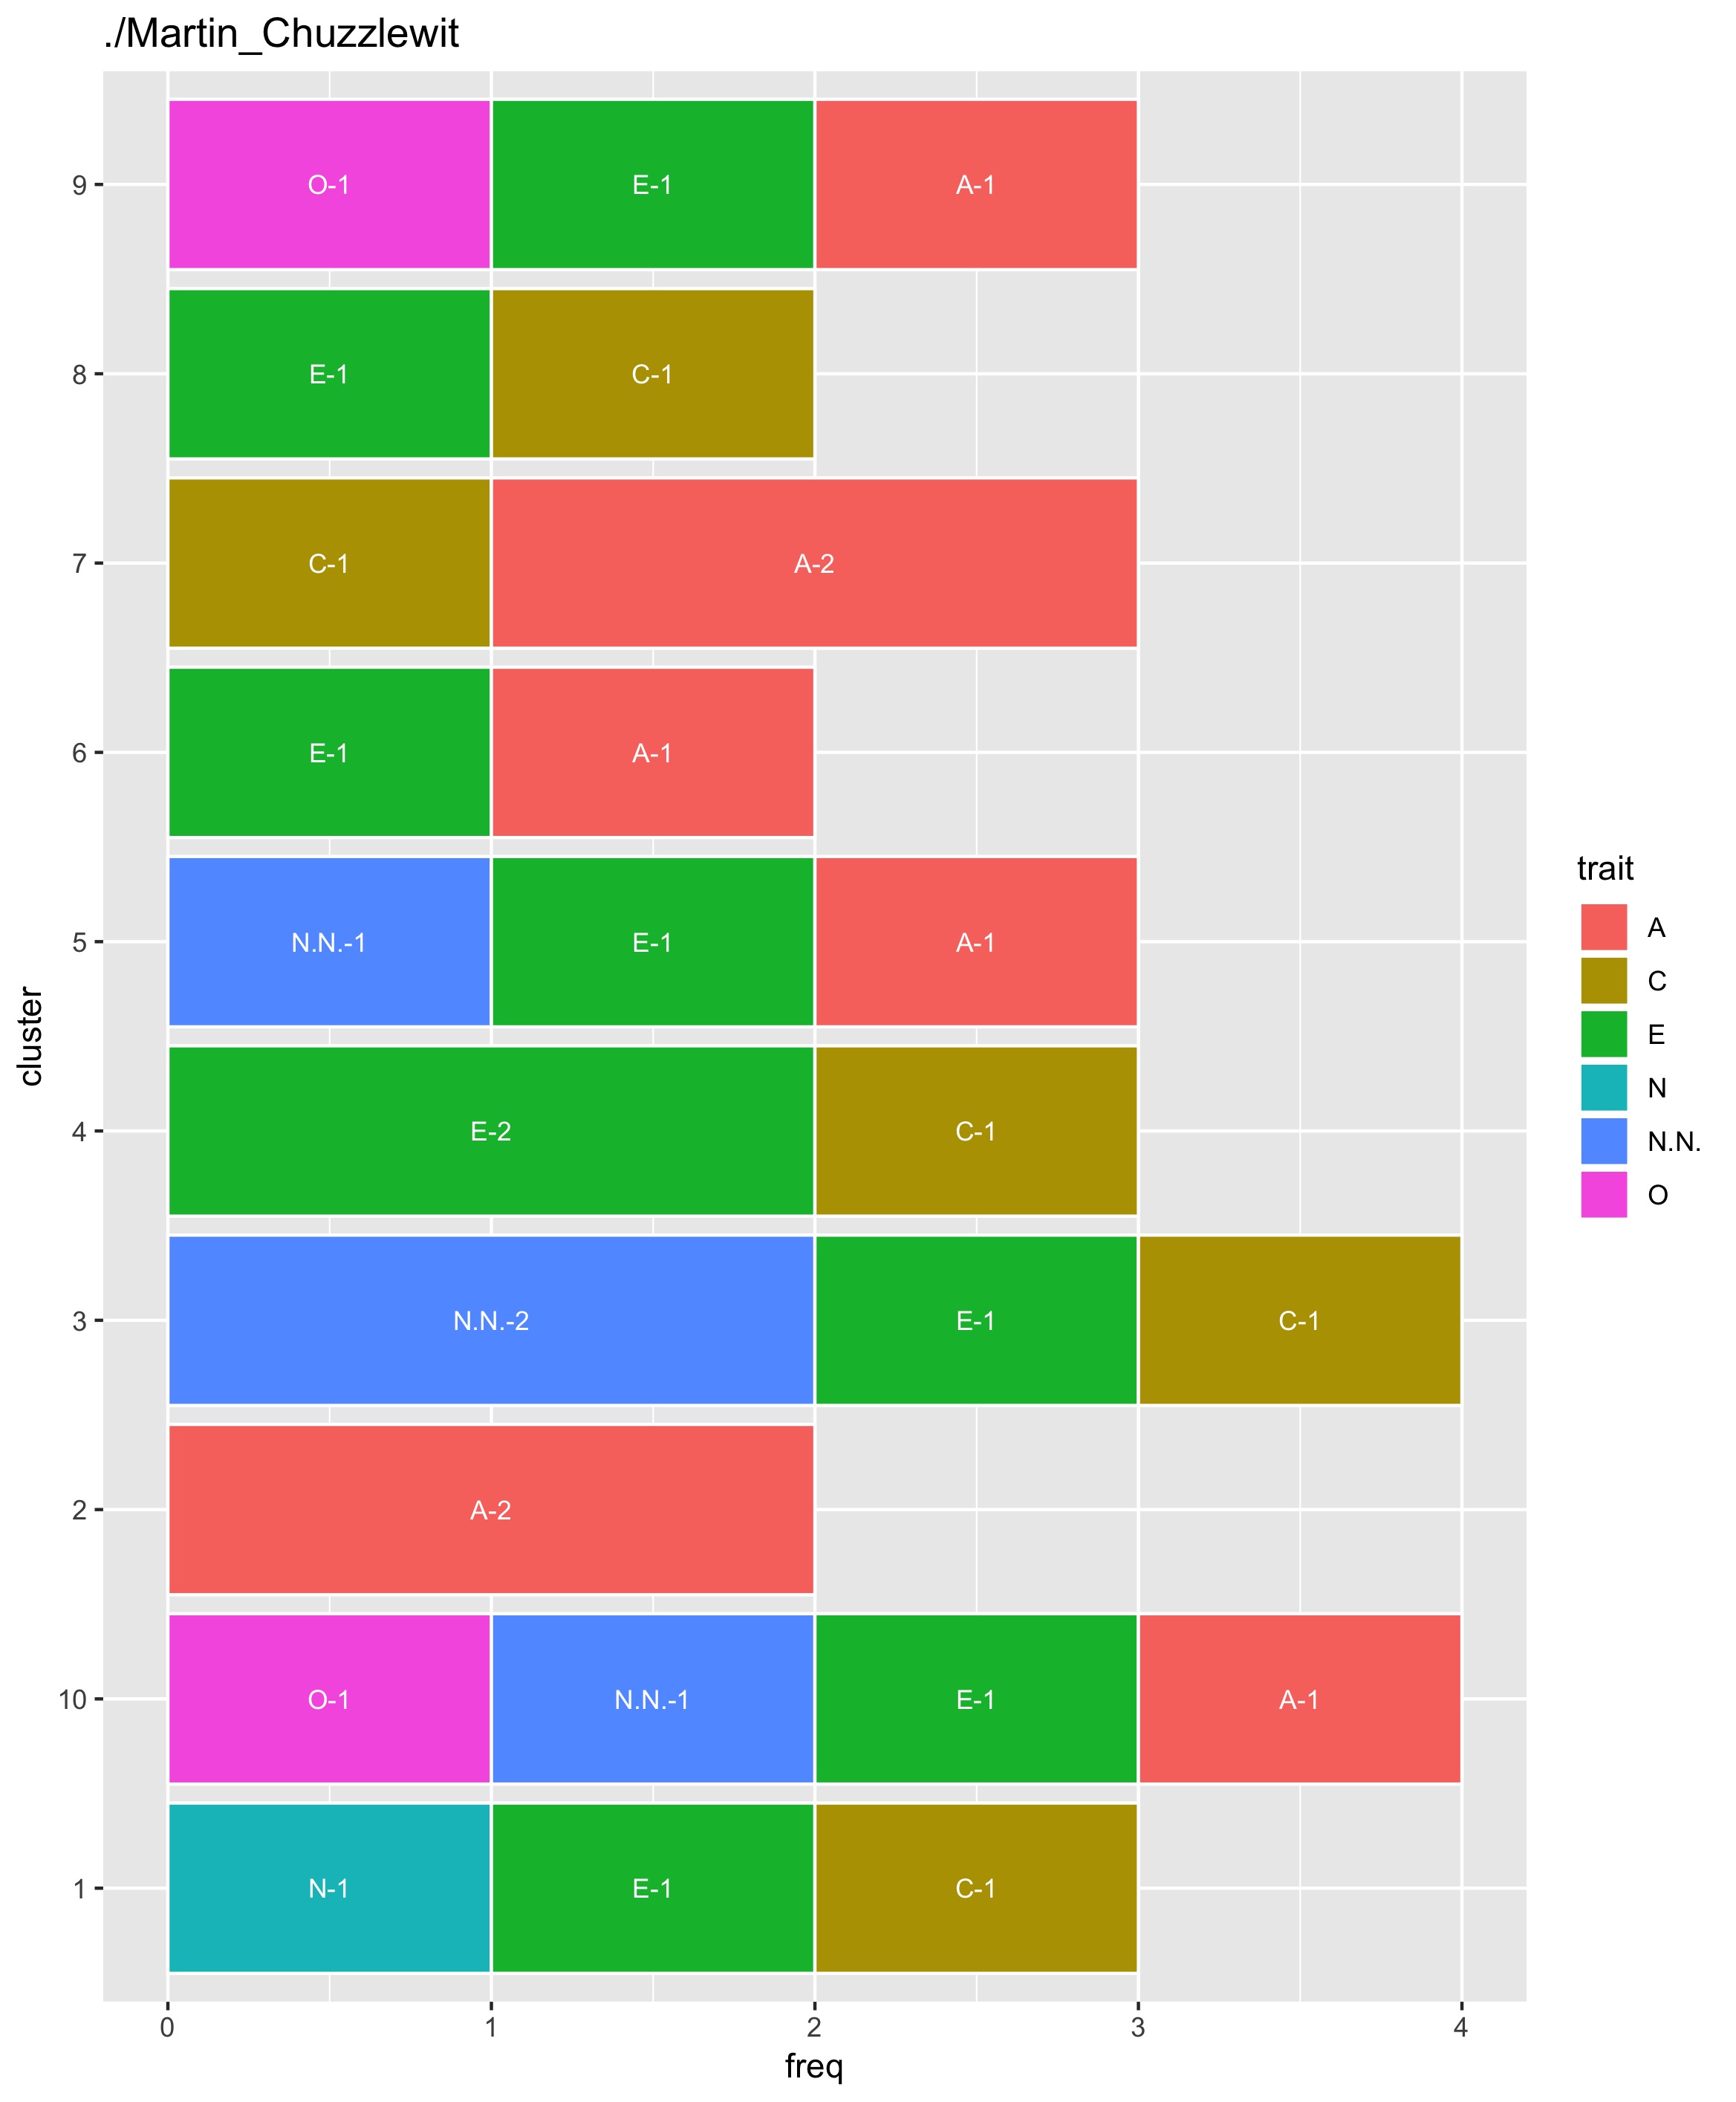 ./Martin_Chuzzlewit
9 O-1 E-1 A-1
8 E-1 C-1
7 C-1 A-2
6 E-1 A-1
5 N.N.-1 E-1 A-1
4 E-2 C-1
3 N.N.-2 E-1 C-1
2 A-2
10 O-1 N.N.-1 E-1 A-1
1 N-1 E-1 C-1
0 1 2 3 4
freq
cluster
trait
A
C
E
N
N.N.
O